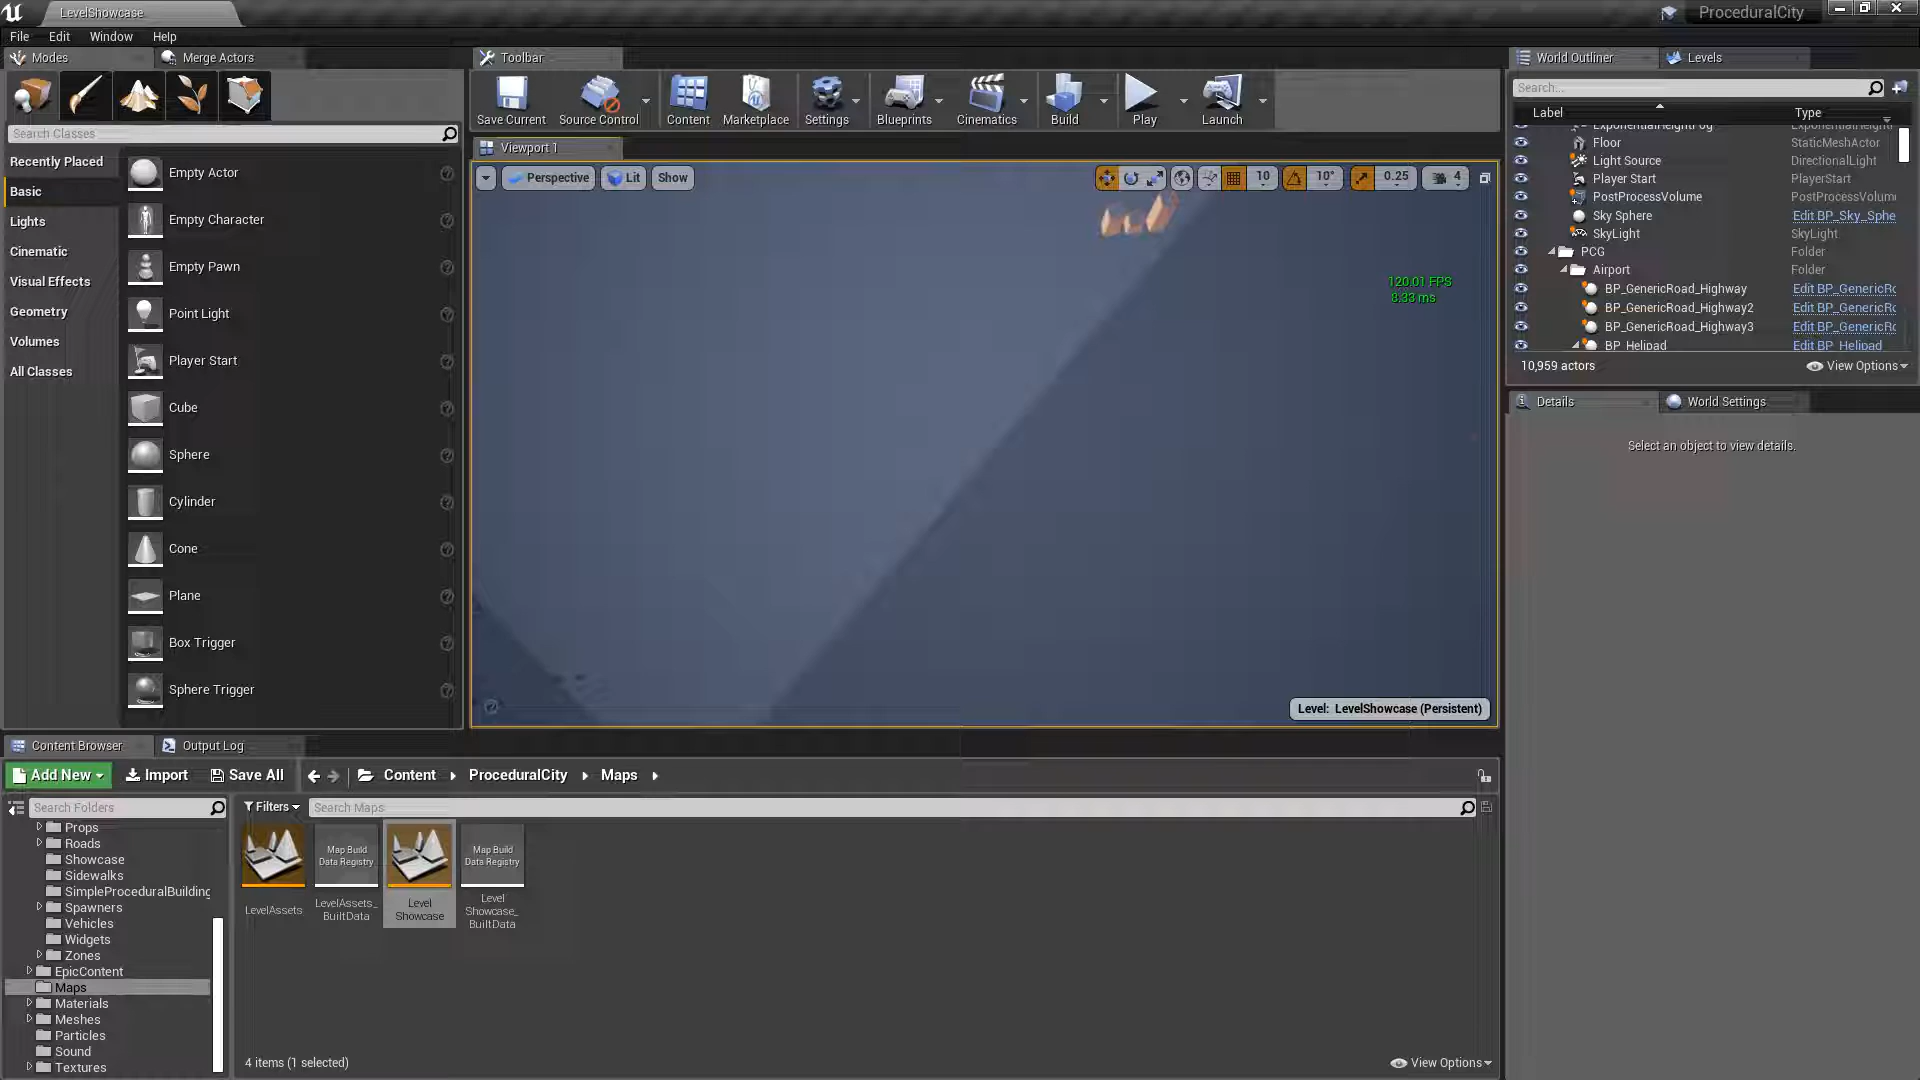 LevelShowcase
ProceduralCity
File Edit Window Help
Modes
Merge Actors
Toolbar
World Outliner
Levels
Search...
Save Current
Source Control
Content
Marketplace
Settings
Blueprints
Cinematics
Build
Play
Launch
Label
Type
Search Classes
Viewport 1
Perspective
Lit
Show
10
10°
0.25
4
ExponentialHeightFog
Floor StaticMeshActor
Light Source DirectionalLight
Player Start PlayerStart
PostProcessVolume PostProcessVolum
Sky Sphere Edit BP_Sky_Sphe
SkyLight SkyLight
PCG Folder
Airport Folder
BP_GenericRoad_Highway Edit BP_GenericRo
BP_GenericRoad_Highway2 Edit BP_GenericRo
BP_GenericRoad_Highway3 Edit BP_GenericRo
BP_Helipad Edit BP_Helipad
10,959 actors
View Options
Recently Placed
Basic
Lights
Cinematic
Visual Effects
Geometry
Volumes
All Classes
Empty Actor
Empty Character
Empty Pawn
Point Light
Player Start
Cube
Sphere
Cylinder
Cone
Plane
Box Trigger
Sphere Trigger
120.01 FPS
8.33 ms
Level: LevelShowcase (Persistent)
Details
World Settings
Select an object to view details.
Content Browser
Output Log
Add New
Import
Save All
Content
ProceduralCity
Maps
Search Folders
Filters
Search Maps
Props
Roads
Showcase
Sidewalks
SimpleProceduralBuilding
Spawners
Vehicles
Widgets
Zones
EpicContent
Maps
Materials
Meshes
Particles
Sound
Textures
Map Build
Data Registry
Map Build
Data Registry
LevelAssets
LevelAssets_
BuiltData
Level
Showcase
Level
Showcase_
BuiltData
4 items (1 selected)
View Options